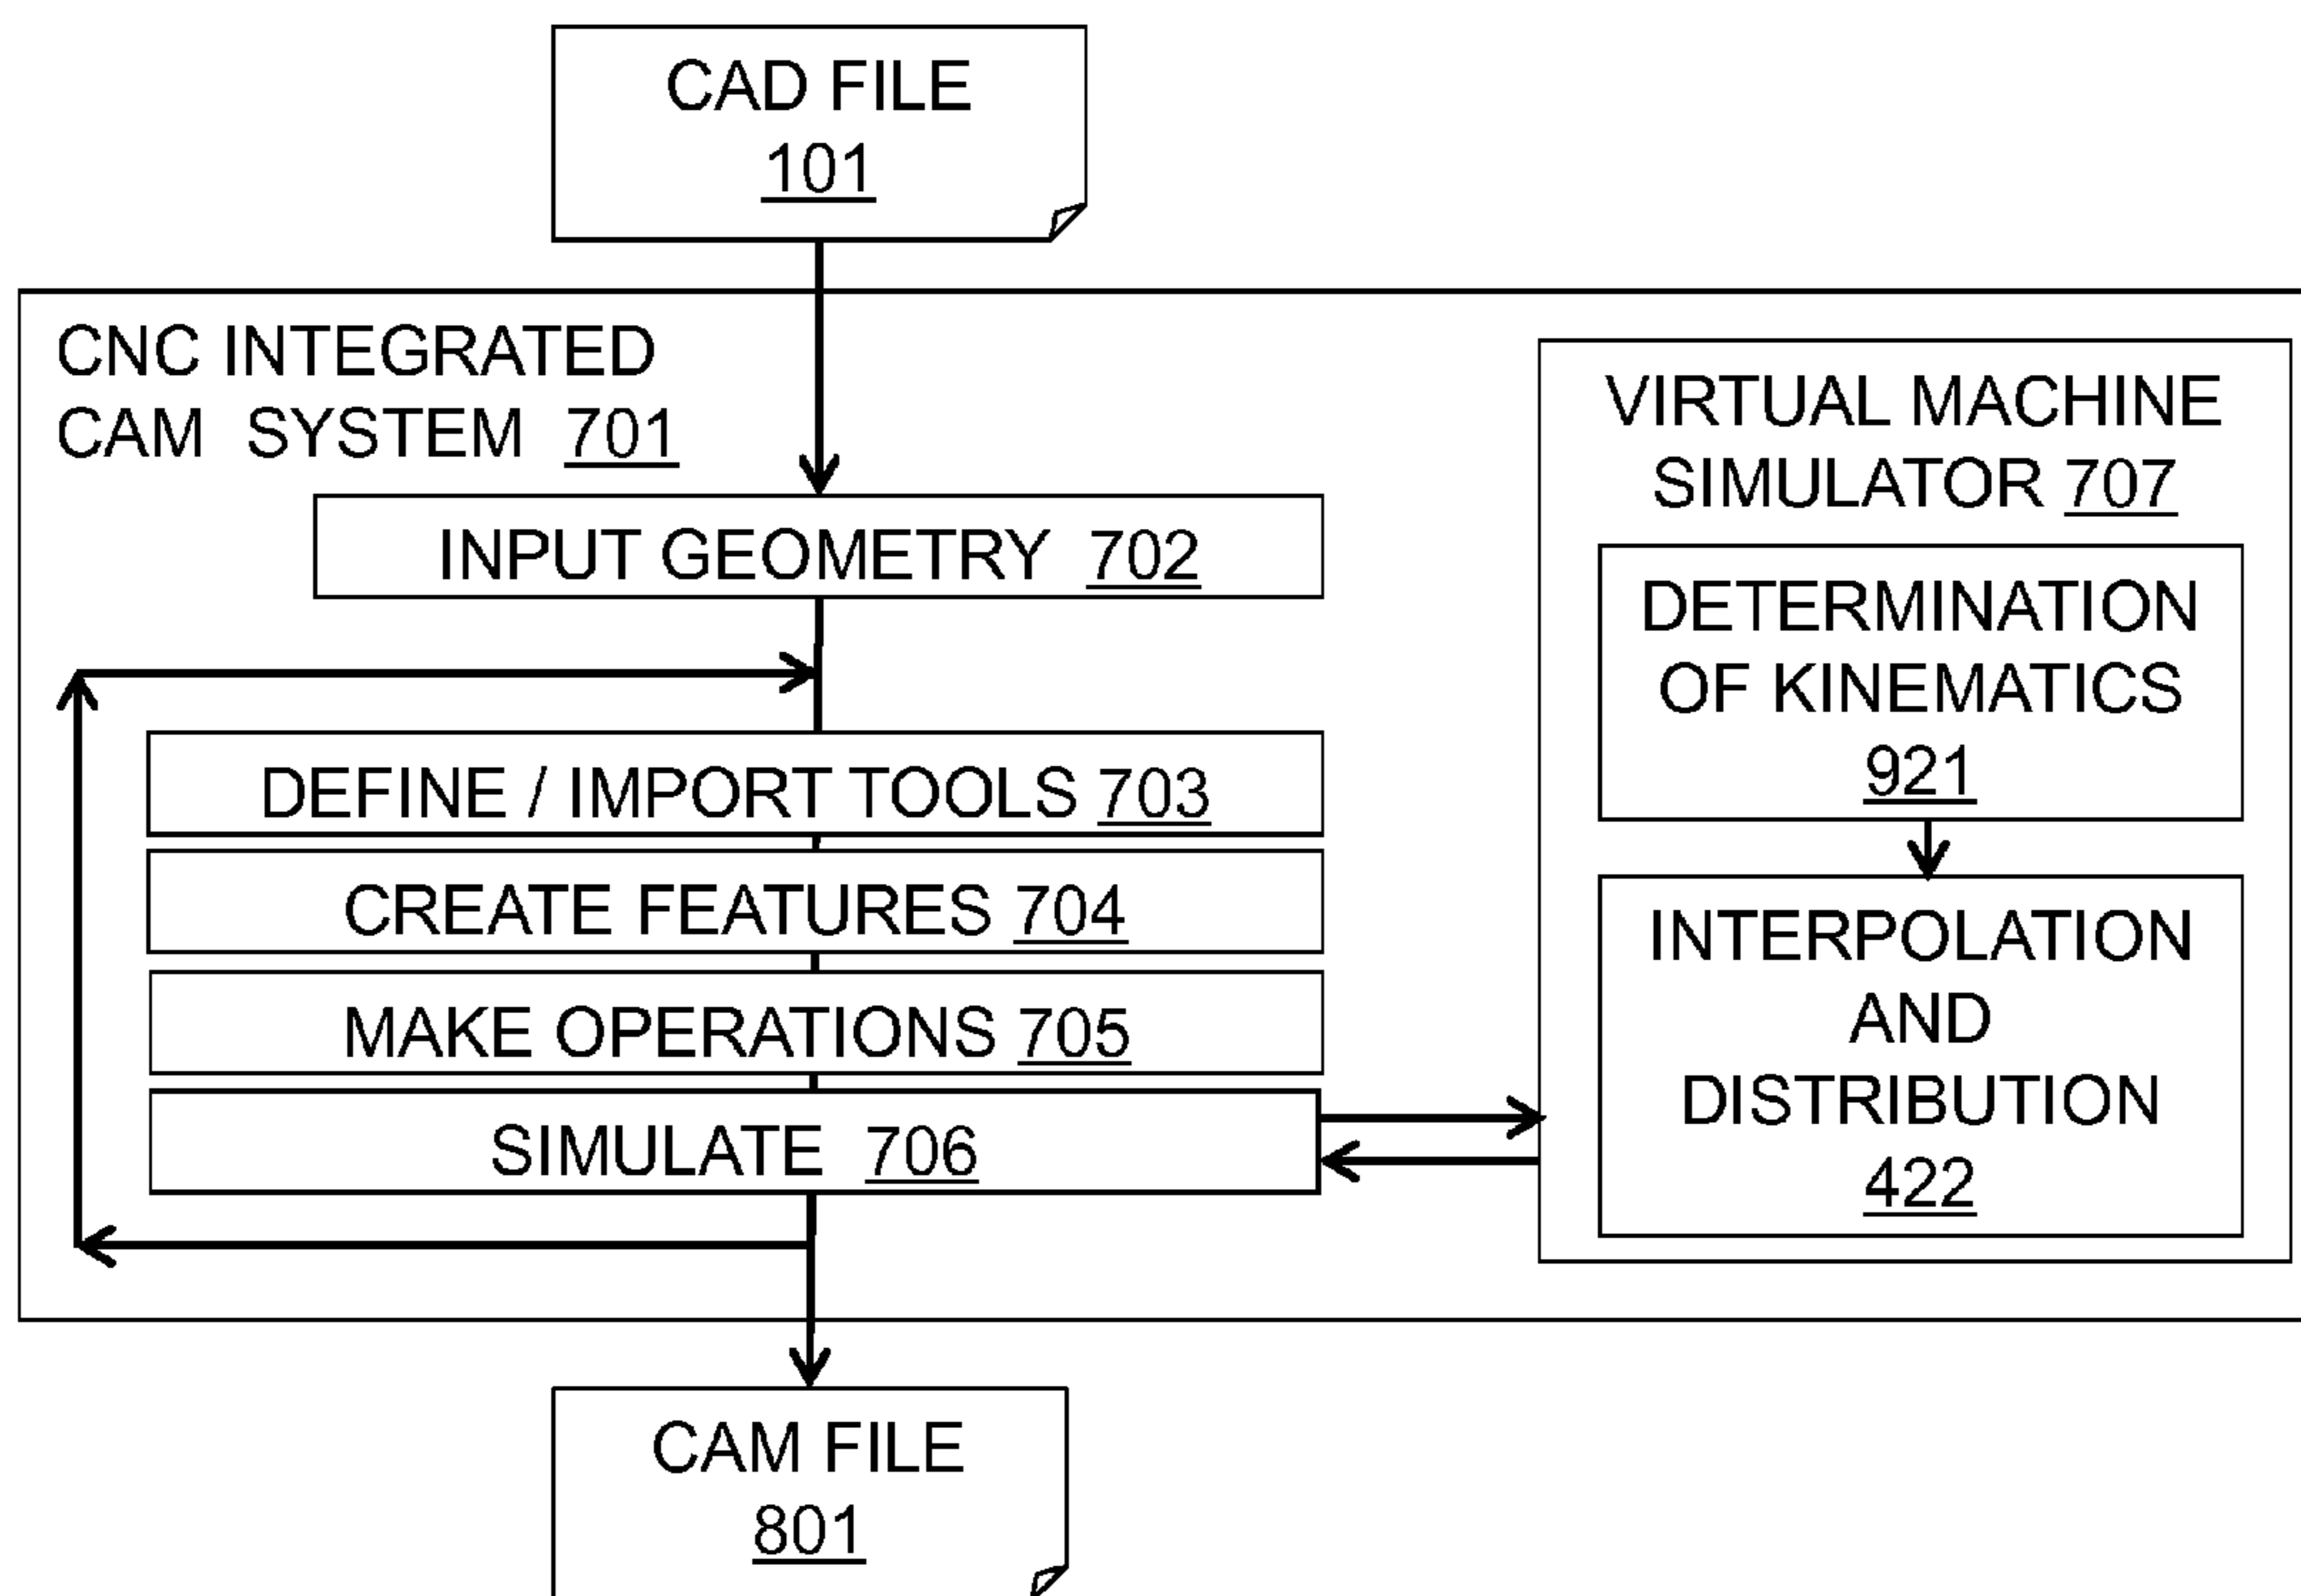 CAD FILE
101
CNC INTEGRATED
CAM SYSTEM 701
INPUT GEOMETRY 702
DEFINE / IMPORT TOOLS 703
CREATE FEATURES 704
MAKE OPERATIONS 705
SIMULATE 706
VIRTUAL MACHINE
SIMULATOR 707
DETERMINATION
OF KINEMATICS
921
INTERPOLATION
AND
DISTRIBUTION
422
CAM FILE
801